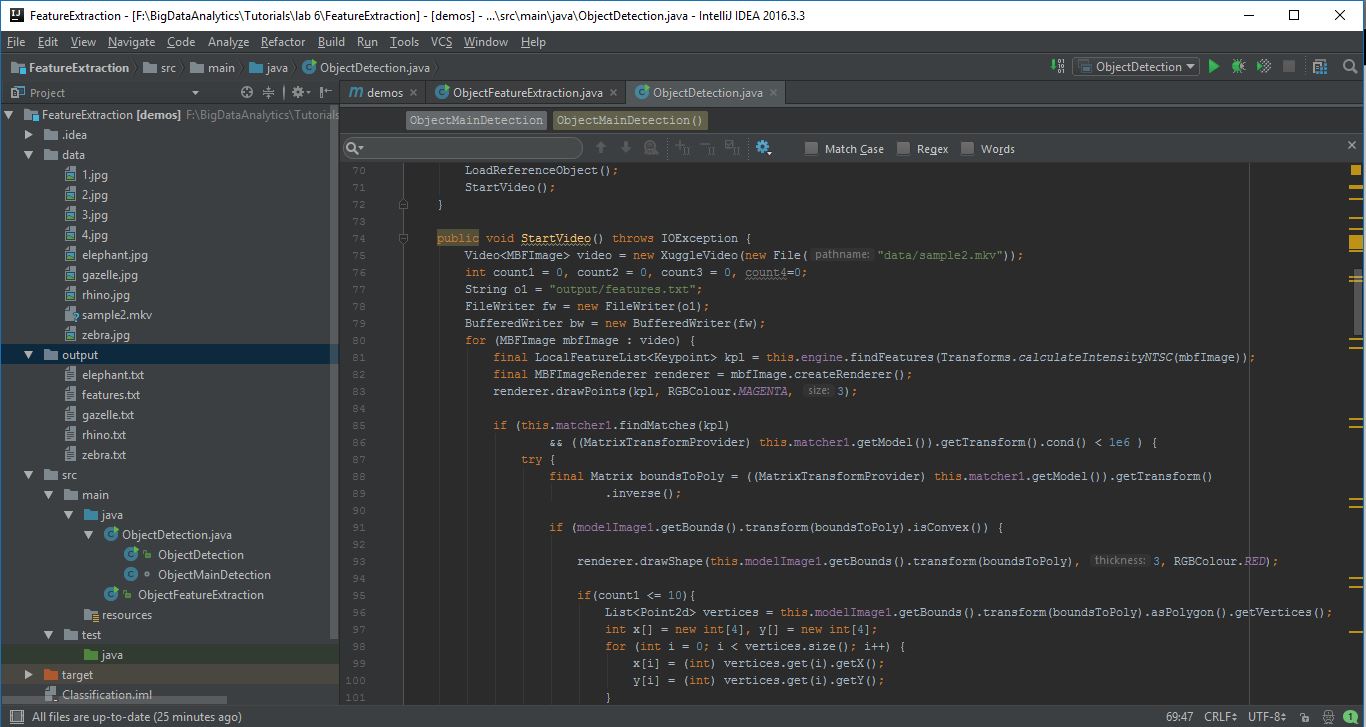 FeatureExtraction - [F:\BigDataAnalytics\Tutorials\lab 6\FeatureExtraction] - [demos] - ...\src\main\java\ObjectDetection.java - IntelliJ IDEA 2016.3.3
File Edit View Navigate Code Analyze Refactor Build Run Tools VCS Window Help
FeatureExtraction src main java ObjectDetection.java ObjectDetection
Project
demos ObjectFeatureExtraction.java ObjectDetection.java
FeatureExtraction [demos] F:\BigDataAnalytics\Tutorials
.idea
data
1.jpg
2.jpg
3.jpg
4.jpg
elephant.jpg
gazelle.jpg
rhino.jpg
sample2.mkv
zebra.jpg
output
elephant.txt
features.txt
gazelle.txt
rhino.txt
zebra.txt
src
main
java
ObjectDetection.java
ObjectDetection
ObjectMainDetection
ObjectFeatureExtraction
resources
test
java
target
Classification.iml
ObjectMainDetection ObjectMainDetection()
Match Case Regex Words
70 LoadReferenceObject();
71 StartVideo();
72 }
73
74 public void StartVideo() throws IOException {
75 Video<MBFImage> video = new XuggleVideo(new File( pathname: "data/sample2.mkv"));
76 int count1 = 0, count2 = 0, count3 = 0, count4=0;
77 String o1 = "output/features.txt";
78 FileWriter fw = new FileWriter(o1);
79 BufferedWriter bw = new BufferedWriter(fw);
80 for (MBFImage mbfImage : video) {
81 final LocalFeatureList<Keypoint> kpl = this.engine.findFeatures(Transforms.calculateIntensityNTSC(mbfImage));
82 final MBFImageRenderer renderer = mbfImage.createRenderer();
83 renderer.drawPoints(kpl, RGBColour.MAGENTA, size: 3);
84
85 if (this.matcher1.findMatches(kpl)
86 && ((MatrixTransformProvider) this.matcher1.getModel()).getTransform().cond() < 1e6 ) {
87 try {
88 final Matrix boundsToPoly = ((MatrixTransformProvider) this.matcher1.getModel()).getTransform()
89 .inverse();
90
91 if (modelImage1.getBounds().transform(boundsToPoly).isConvex()) {
92
93 renderer.drawShape(this.modelImage1.getBounds().transform(boundsToPoly), thickness: 3, RGBColour.RED);
94
95 if(count1 <= 10){
96 List<Point2d> vertices = this.modelImage1.getBounds().transform(boundsToPoly).asPolygon().getVertices();
97 int x[] = new int[4], y[] = new int[4];
98 for (int i = 0; i < vertices.size(); i++) {
99 x[i] = (int) vertices.get(i).getX();
100 y[i] = (int) vertices.get(i).getY();
101 }
All files are up-to-date (25 minutes ago) 69:47 CRLF UTF-8 1